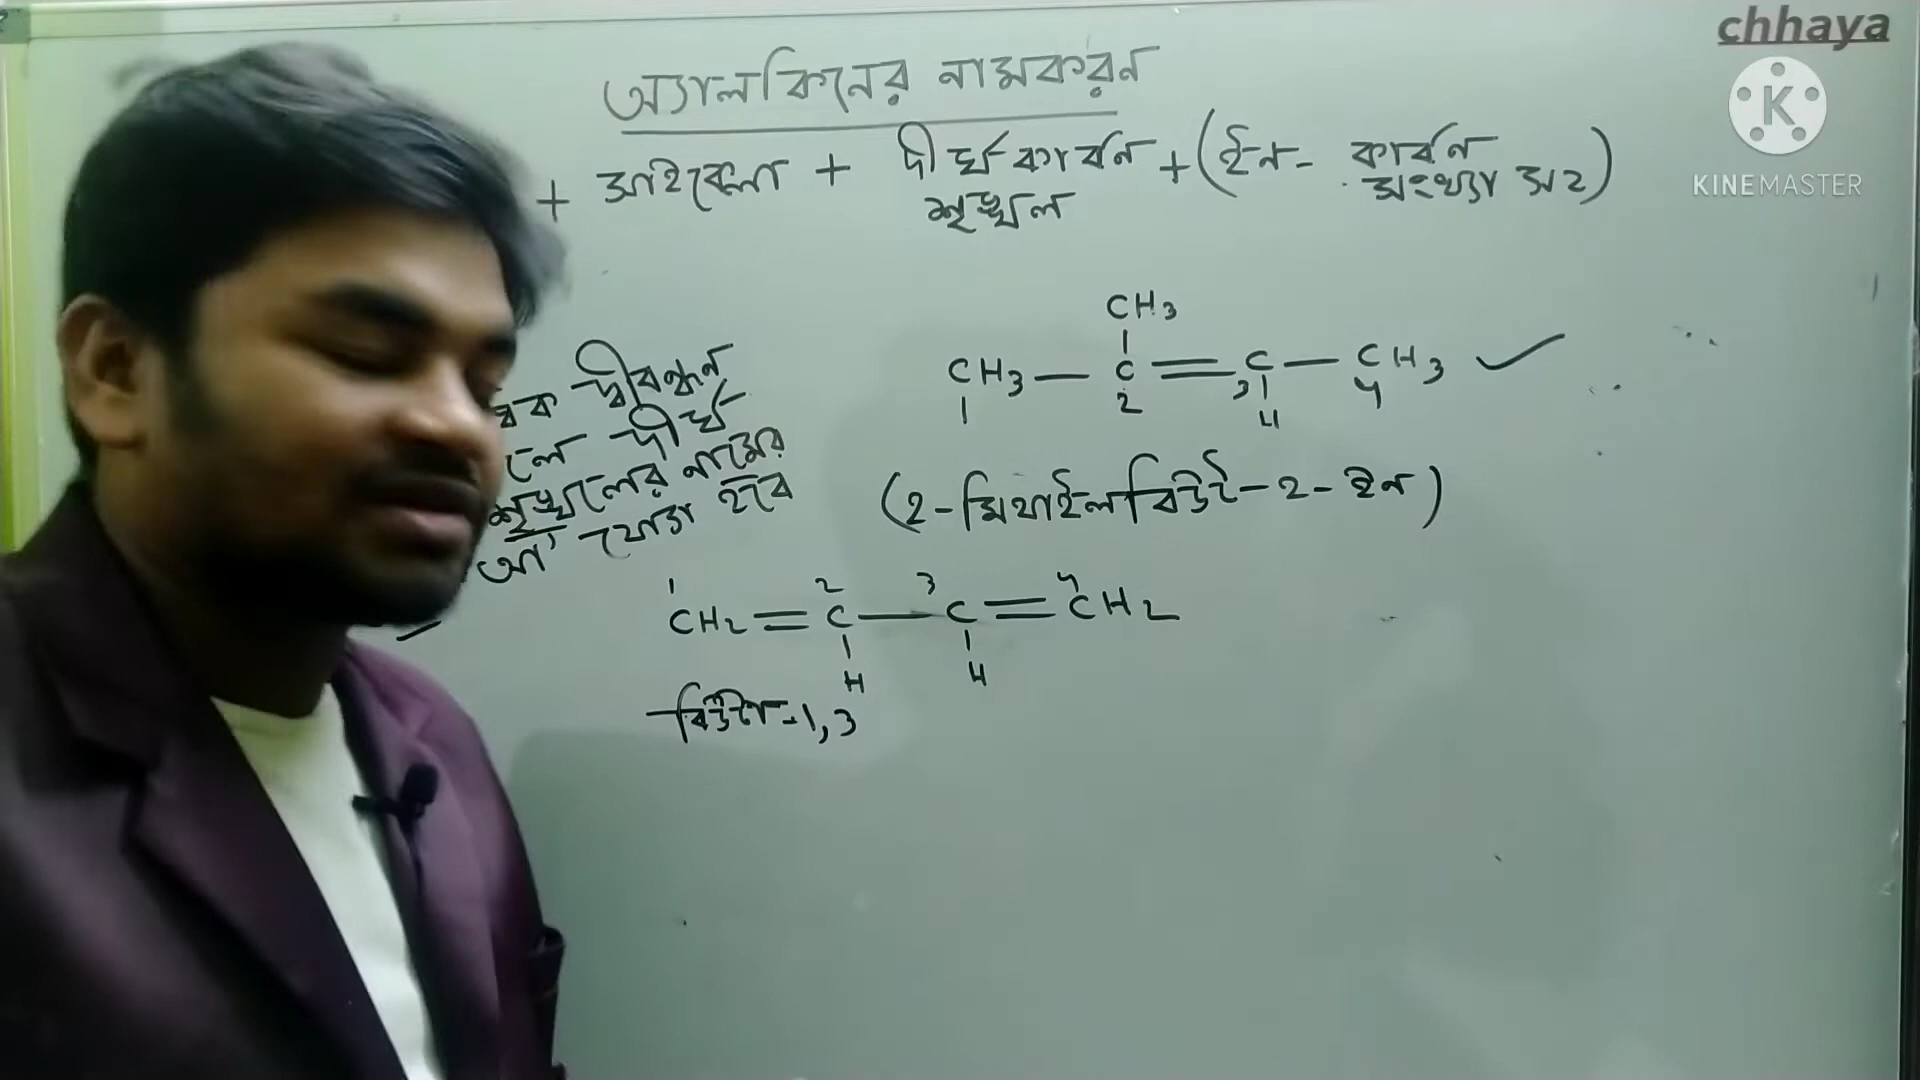 chhaya
KINEMASTER
অ্যালকিনের নামকরন
+ সাইক্লো + দীর্ঘ কার্বন + (ইন- কার্বন
শৃঙ্খল সংখ্যা সহ)
CH3
CH3 — C = C — CH3 ✓
1 2 3 H 4
(2-মিথাইলবিউট-2-ইন)
দ্বীবন্ধন
লে দীর্ঘ
শৃঙ্খলের নামের
আ' যোগ হবে
1 2 3 4
CH2 = C — C = CH2
H H
বিউটা-1,3